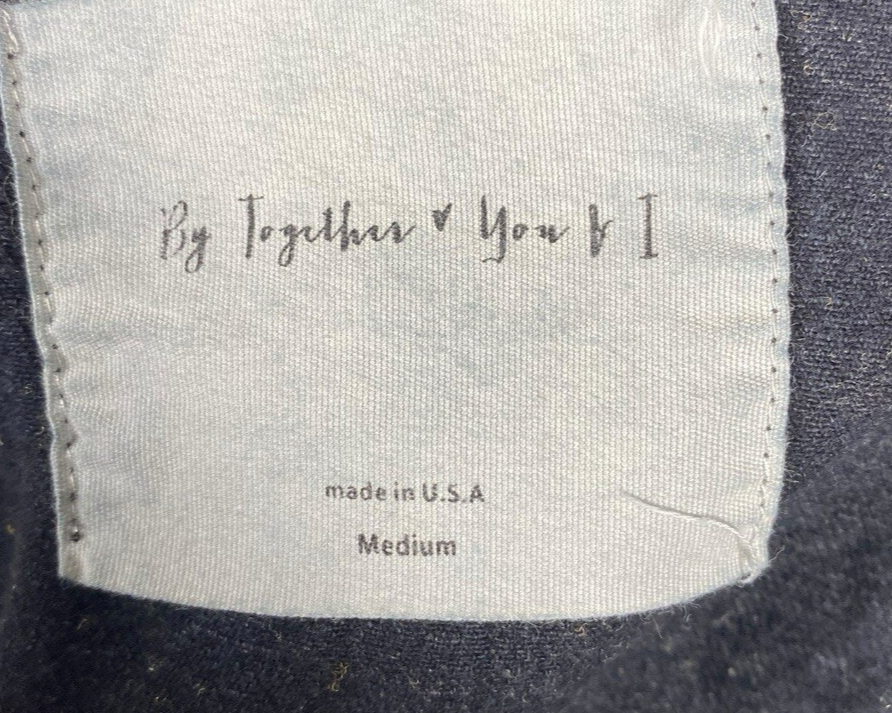 By Together ♥ You & I
made in U.S.A
Medium